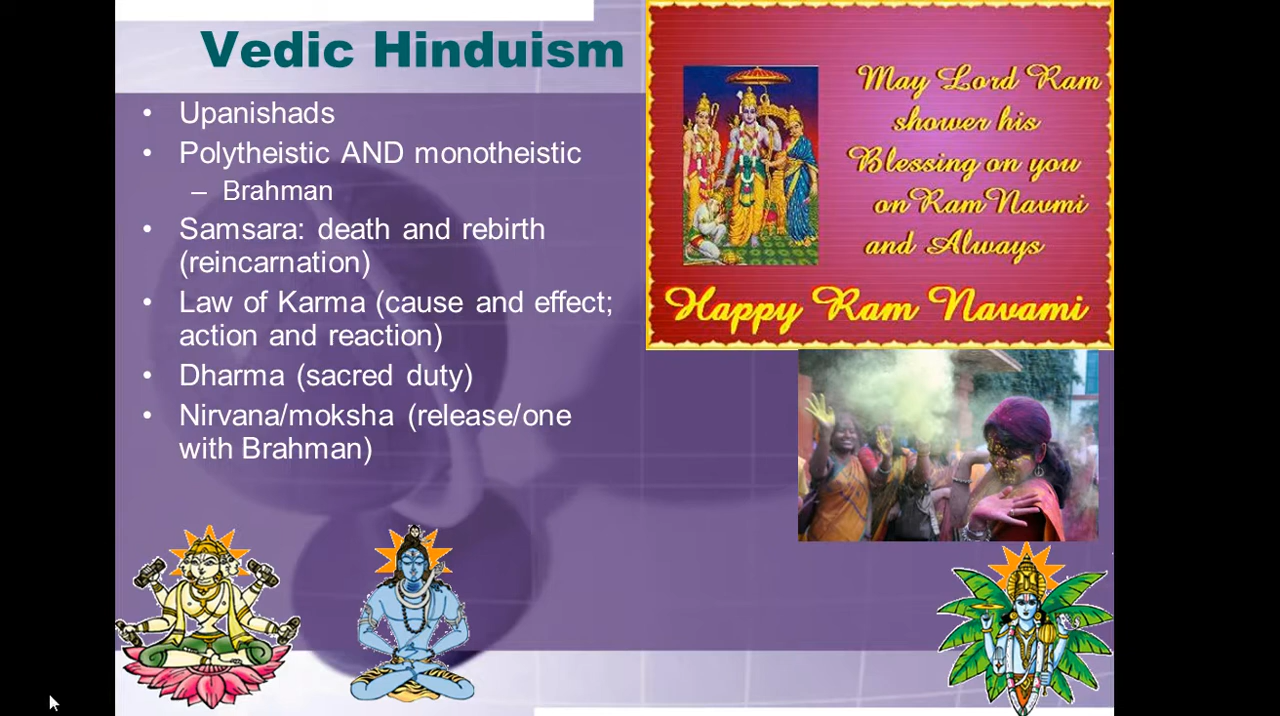 Vedic Hinduism
• Upanishads
• Polytheistic AND monotheistic
– Brahman
• Samsara: death and rebirth
(reincarnation)
• Law of Karma (cause and effect;
action and reaction)
• Dharma (sacred duty)
• Nirvana/moksha (release/one
with Brahman)
May Lord Ram
shower his
Blessing on you
on Ram Navmi
and Always
Happy Ram Navami